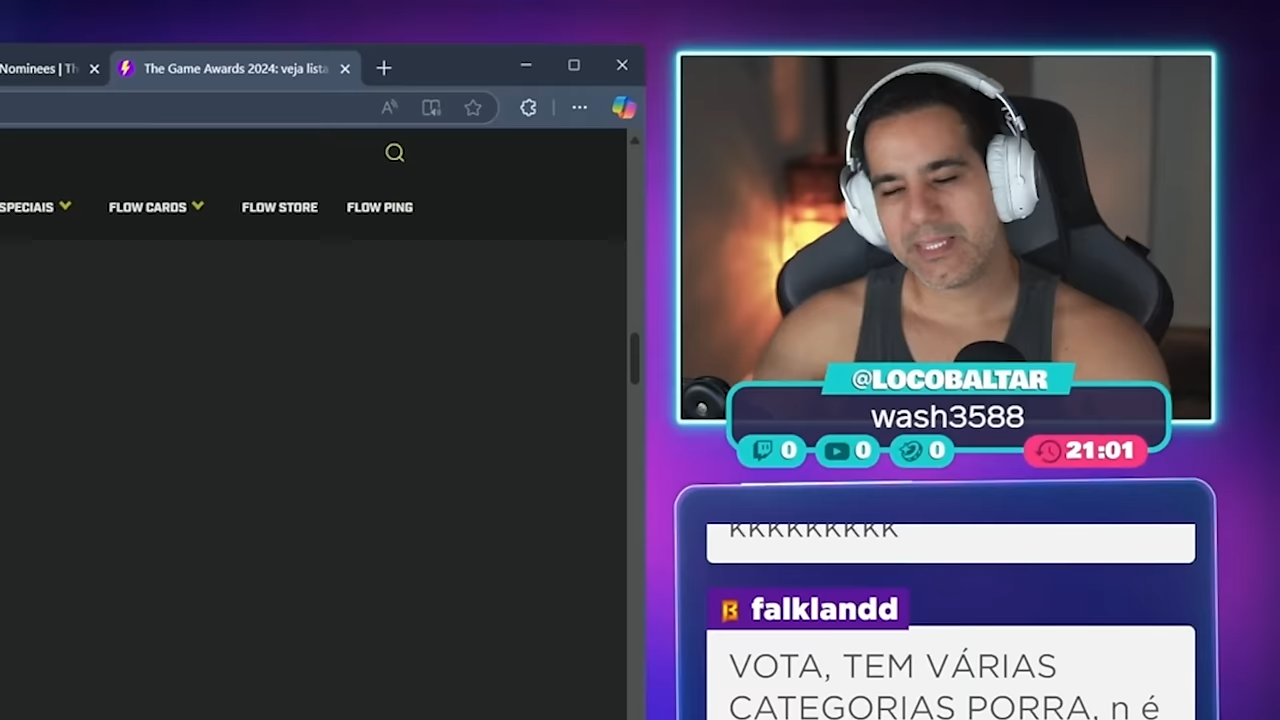 Nominees | Th
The Game Awards 2024: veja lista
SPECIAIS
FLOW CARDS
FLOW STORE
FLOW PING
@LOCOBALTAR
wash3588
0
0
0
21:01
KKKKKKKKK
falklandd
VOTA, TEM VÁRIAS
CATEGORIAS PORRA, n é